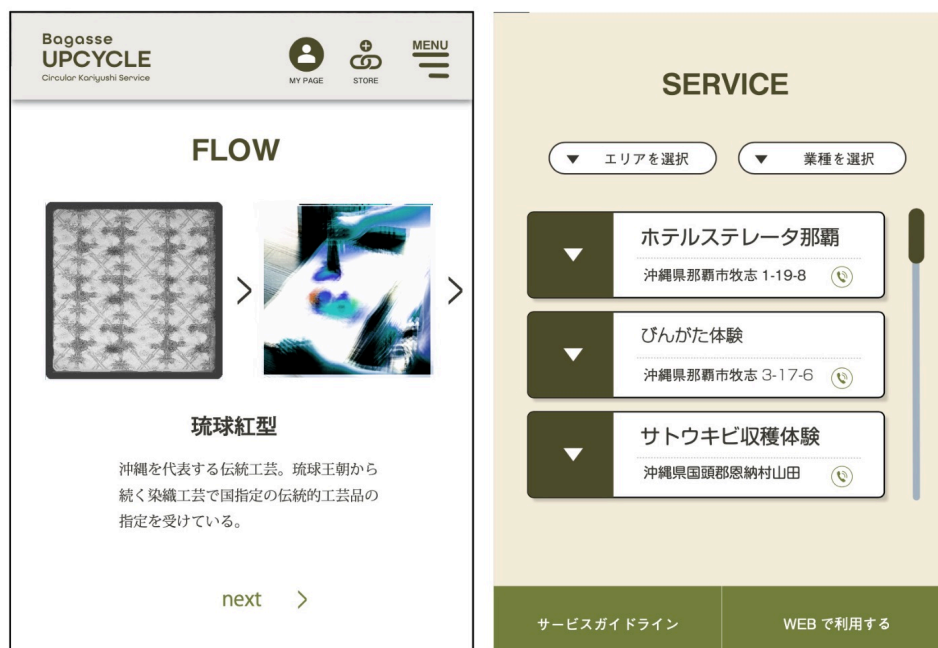 Bagasse
UPCYCLE
Circular Kariyushi Service
MY PAGE
STORE
MENU
FLOW
琉球紅型
沖縄を代表する伝統工芸。琉球王朝から
続く染織工芸で国指定の伝統的工芸品の
指定を受けている。
next
SERVICE
エリアを選択
業種を選択
ホテルステレータ那覇
沖縄県那覇市牧志 1-19-8
びんがた体験
沖縄県那覇市牧志 3-17-6
サトウキビ収穫体験
沖縄県国頭郡恩納村山田
サービスガイドライン
WEB で利用する